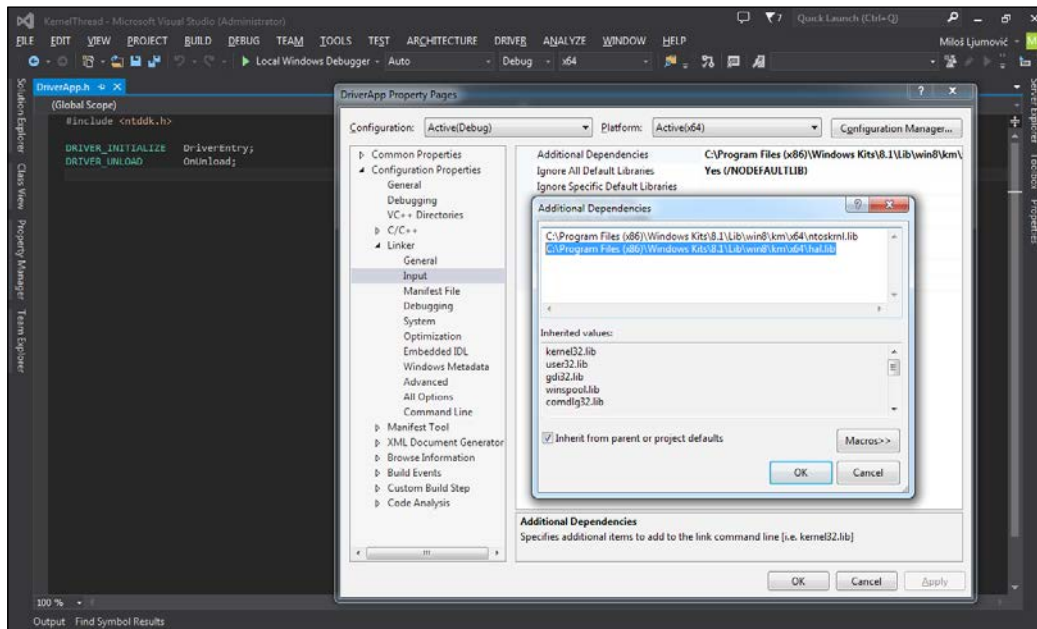 KernelThread - Microsoft Visual Studio (Administrator)
7
Quick Launch (Ctrl+Q)
FILE EDIT VIEW PROJECT BUILD DEBUG TEAM TOOLS TEST ARCHITECTURE DRIVER ANALYZE WINDOW HELP
Miloš Ljumović
M
Local Windows Debugger
Auto
Debug
x64
Solution Explorer
Class View
Property Manager
Team Explorer
DriverApp.h
(Global Scope)
#include <ntddk.h>
DRIVER_INITIALIZE DriverEntry;
DRIVER_UNLOAD OnUnload;
100 %
Output Find Symbol Results
Server Explorer
Toolbox
Properties
DriverApp Property Pages
? x
Configuration: Active(Debug)
Platform: Active(x64)
Configuration Manager...
Common Properties
Configuration Properties
General
Debugging
VC++ Directories
C/C++
Linker
General
Input
Manifest File
Debugging
System
Optimization
Embedded IDL
Windows Metadata
Advanced
All Options
Command Line
Manifest Tool
XML Document Generator
Browse Information
Build Events
Custom Build Step
Code Analysis
Additional Dependencies C:\Program Files (x86)\Windows Kits\8.1\Lib\win8\km\
Ignore All Default Libraries Yes (/NODEFAULTLIB)
Ignore Specific Default Libraries
Additional Dependencies
C:\Program Files (x86)\Windows Kits\8.1\Lib\win8\km\x64\ntoskrnl.lib
C:\Program Files (x86)\Windows Kits\8.1\Lib\win8\km\x64\hal.lib
Inherited values:
kernel32.lib
user32.lib
gdi32.lib
winspool.lib
comdlg32.lib
Inherit from parent or project defaults
Macros>>
OK Cancel
Additional Dependencies
Specifies additional items to add to the link command line [i.e. kernel32.lib]
OK Cancel Apply